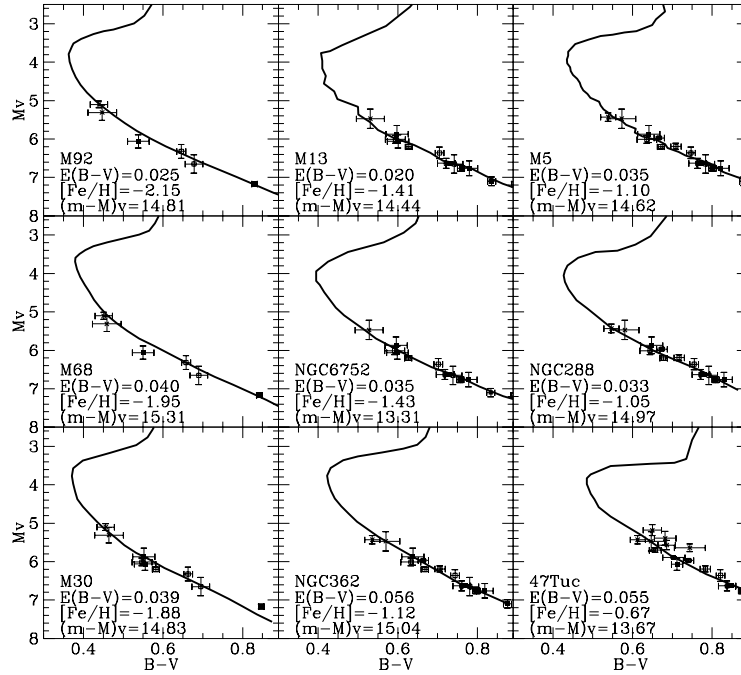 3
4
5
6
7
8
Mv
M92
E(B−V)=0.025
[Fe/H]=−2.15
(m−M)v=14.81
M13
E(B−V)=0.020
[Fe/H]=−1.41
(m−M)v=14.44
M5
E(B−V)=0.035
[Fe/H]=−1.10
(m−M)v=14.62
3
4
5
6
7
8
Mv
M68
E(B−V)=0.040
[Fe/H]=−1.95
(m−M)v=15.31
NGC6752
E(B−V)=0.035
[Fe/H]=−1.43
(m−M)v=13.31
NGC288
E(B−V)=0.033
[Fe/H]=−1.05
(m−M)v=14.97
3
4
5
6
7
8
Mv
M30
E(B−V)=0.039
[Fe/H]=−1.88
(m−M)v=14.83
NGC362
E(B−V)=0.056
[Fe/H]=−1.12
(m−M)v=15.04
47Tuc
E(B−V)=0.055
[Fe/H]=−0.67
(m−M)v=13.67
0.4 0.6 0.8
0.4 0.6 0.8
0.4 0.6 0.8
B−V
B−V
B−V